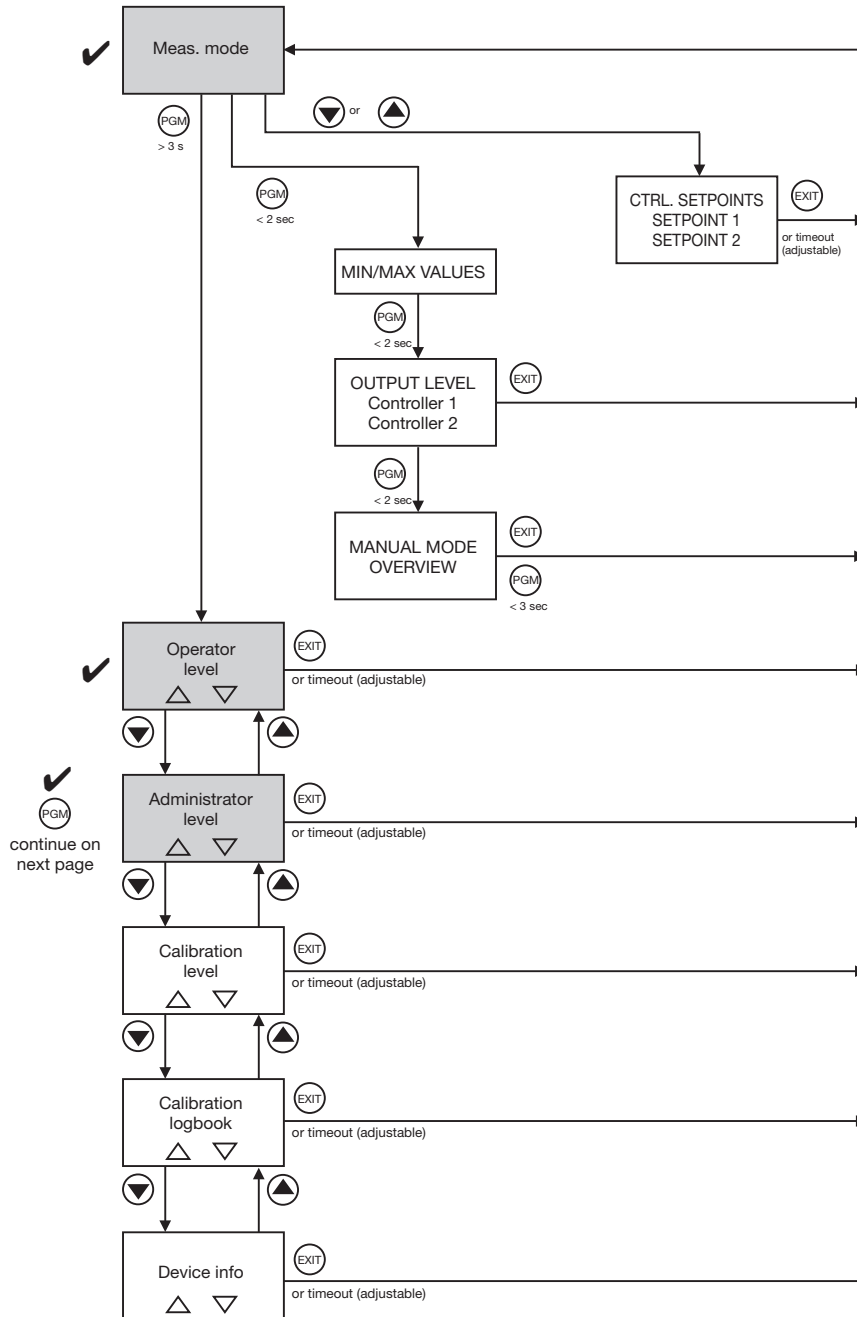 Meas. mode
PGM
> 3 s
or
PGM
< 2 sec
CTRL. SETPOINTS
SETPOINT 1
SETPOINT 2
EXIT
or timeout
(adjustable)
MIN/MAX VALUES
PGM
< 2 sec
OUTPUT LEVEL
Controller 1
Controller 2
EXIT
PGM
< 2 sec
MANUAL MODE
OVERVIEW
EXIT
PGM
< 3 sec
Operator
level
EXIT
or timeout (adjustable)
PGM
continue on
next page
Administrator
level
EXIT
or timeout (adjustable)
Calibration
level
EXIT
or timeout (adjustable)
Calibration
logbook
EXIT
or timeout (adjustable)
Device info
EXIT
or timeout (adjustable)